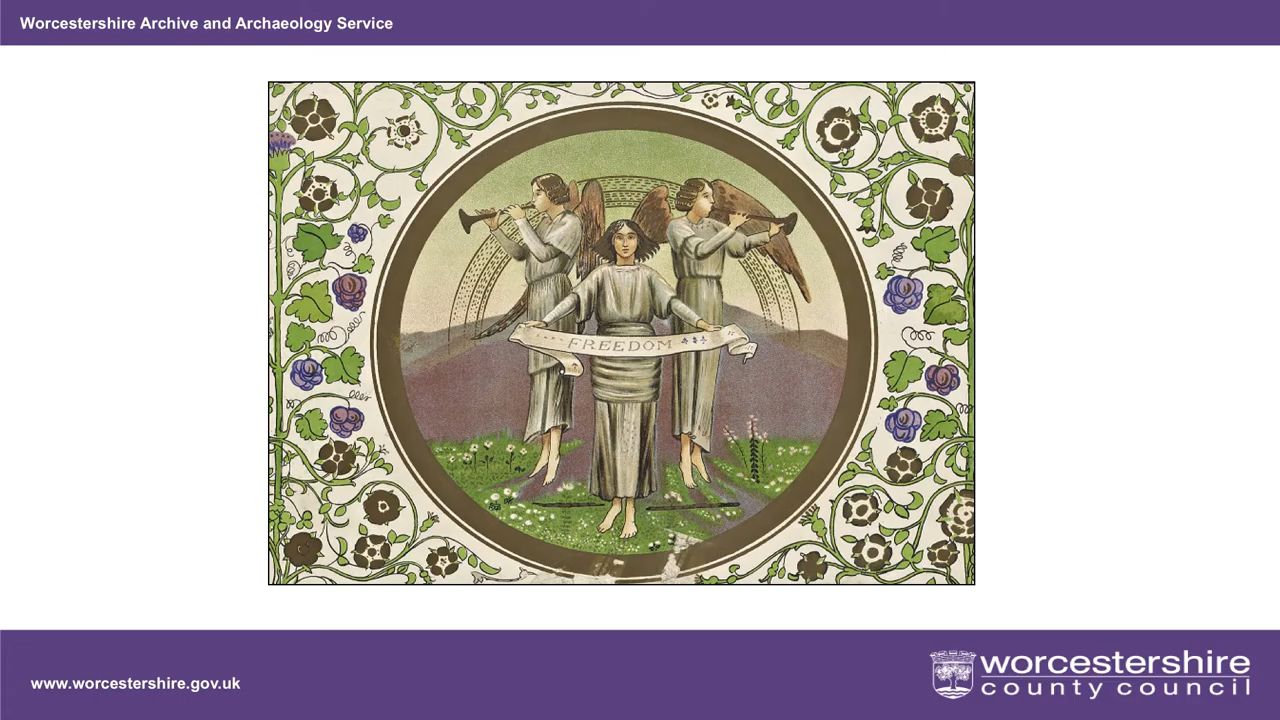 Worcestershire Archive and Archaeology Service
FREEDOM
www.worcestershire.gov.uk
worcestershire
county council